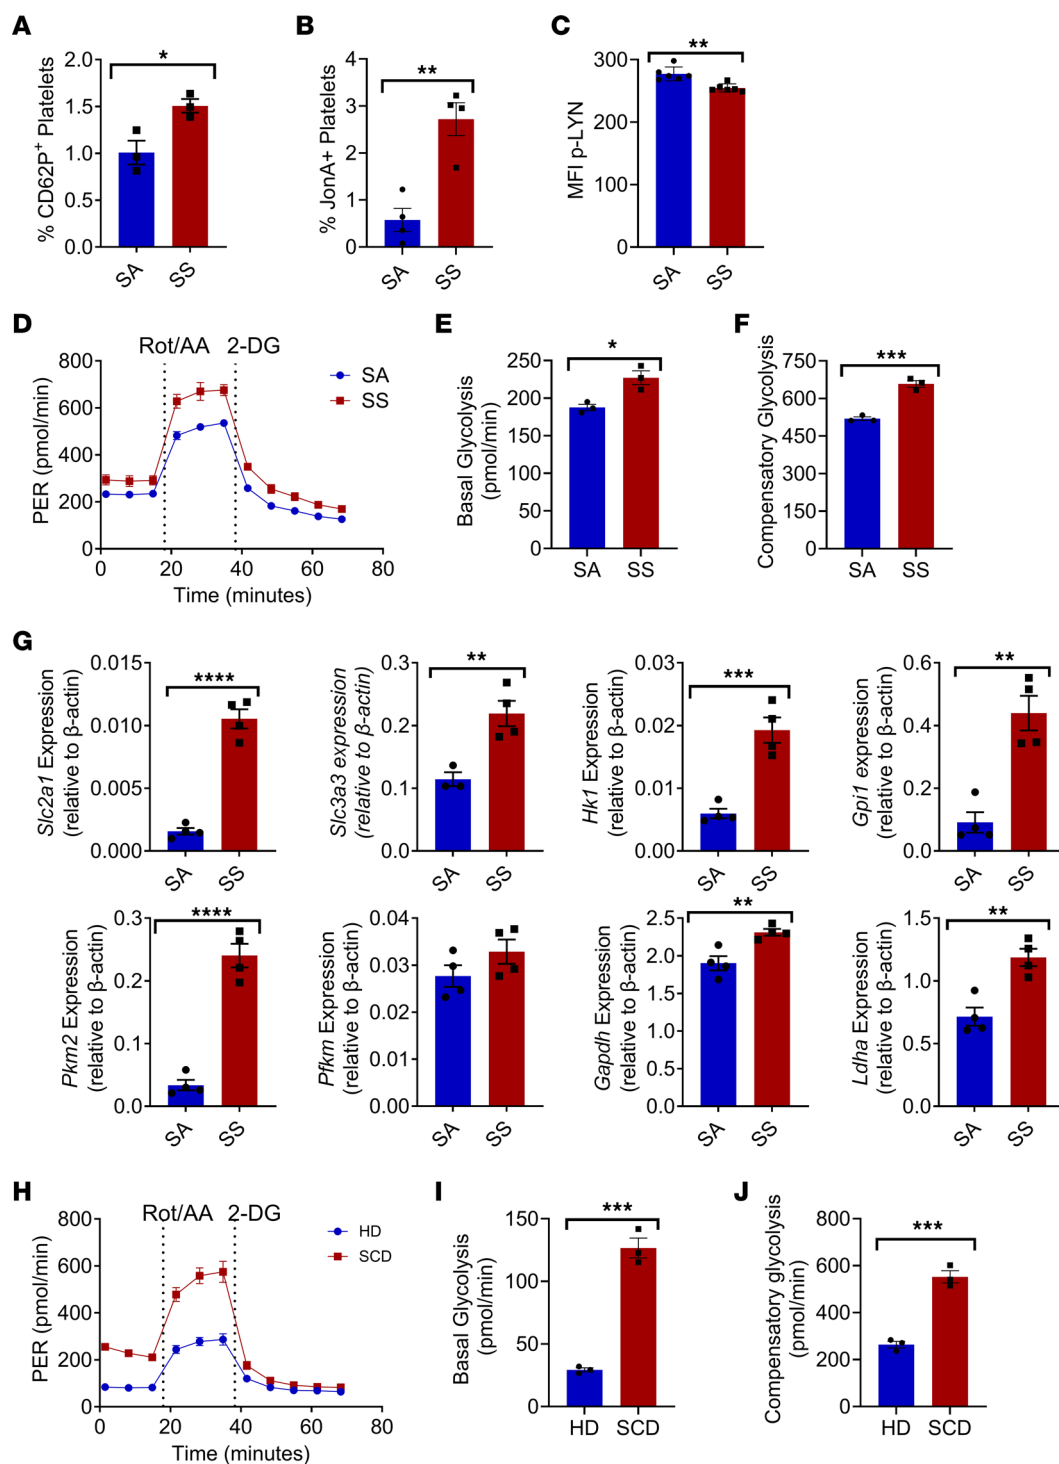 A
% CD62P+ Platelets
2.0
1.5
1.0
0.5
0.0
*
SA
SS
B
% JonA+ Platelets
4
3
2
1
0
**
SA
SS
C
MFI p-LYN
300
200
100
0
**
SA
SS
D
PER (pmol/min)
800
600
400
200
0
Rot/AA
2-DG
SA
SS
0
20
40
60
80
Time (minutes)
E
Basal Glycolysis
(pmol/min)
250
200
150
100
50
0
*
SA
SS
F
Compensatory Glycolysis
750
600
450
300
150
0
***
SA
SS
G
Slc2a1 Expression
(relative to β-actin)
0.015
0.010
0.005
0.000
****
SA
SS
Slc3a3 expression
(relative to β-actin)
0.3
0.2
0.1
0.0
**
SA
SS
Hk1 Expression
(relative to β-actin)
0.03
0.02
0.01
0.00
***
SA
SS
Gpi1 expression
(relative to β-actin)
0.6
0.4
0.2
0.0
**
SA
SS
Pkm2 Expression
(relative to β-actin)
0.3
0.2
0.1
0.0
****
SA
SS
Pfkm Expression
(relative to β-actin)
0.04
0.03
0.02
0.01
0.00
SA
SS
Gapdh Expression
(relative to β-actin)
2.5
2.0
1.5
1.0
0.5
0.0
**
SA
SS
Ldha Expression
(relative to β-actin)
1.5
1.0
0.5
0.0
**
SA
SS
H
PER (pmol/min)
800
600
400
200
0
Rot/AA
2-DG
HD
SCD
0
20
40
60
80
Time (minutes)
I
Basal Glycolysis
(pmol/min)
150
100
50
0
***
HD
SCD
J
Compensatory glycolysis
(pmol/min)
800
600
400
200
0
***
HD
SCD